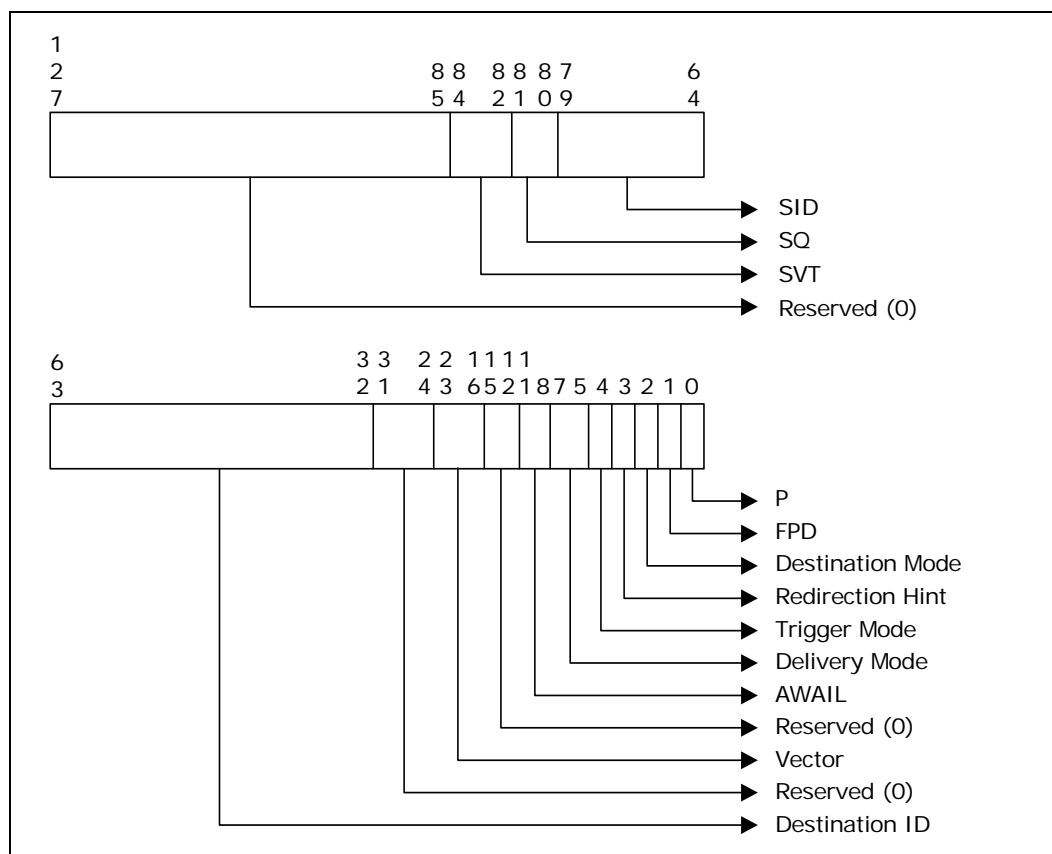 1
2 8 8 8 8 8 7 6
7 5 4 2 1 0 9 4
SID
SQ
SVT
Reserved (0)
6 3 3 2 2 1 1 1 1
3 2 1 4 3 6 5 2 1 8 7 5 4 3 2 1 0
P
FPD
Destination Mode
Redirection Hint
Trigger Mode
Delivery Mode
AWAIL
Reserved (0)
Vector
Reserved (0)
Destination ID